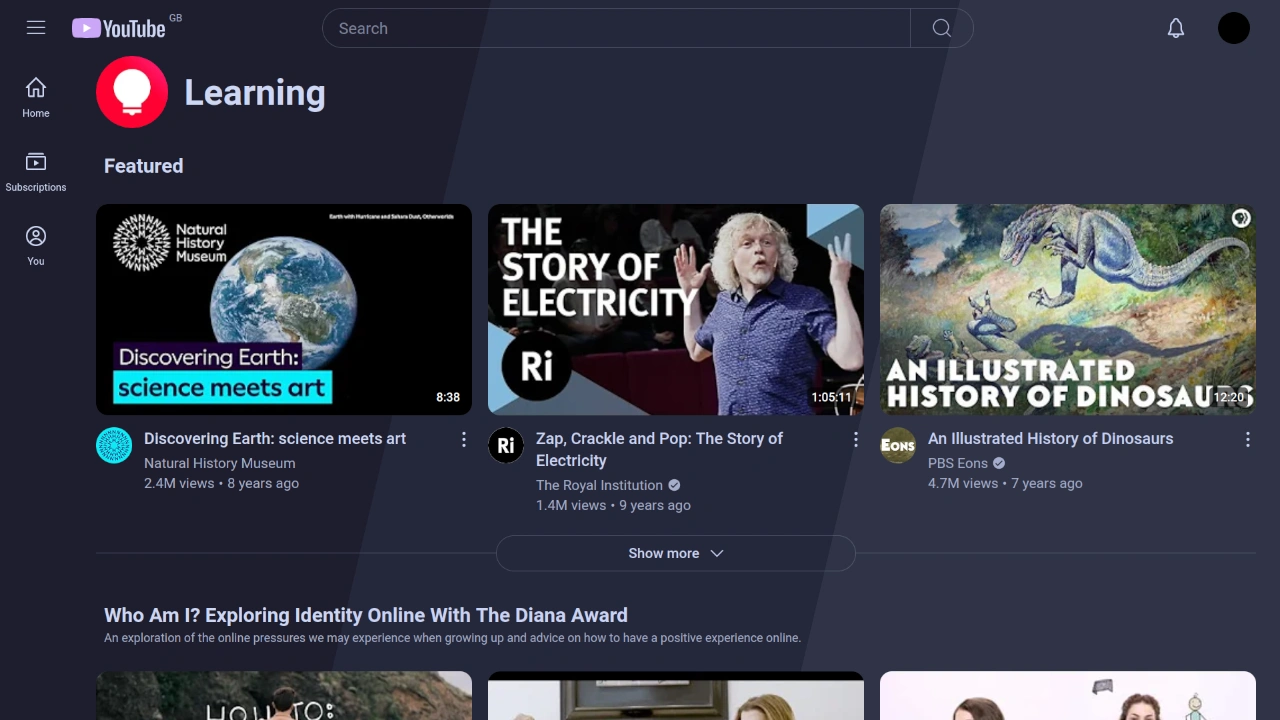 YouTube GB
Search
Home
Subscriptions
You
Learning
Featured
Natural
History
Museum
Earth with Hurricane and Sahara Dust, Otherworlds
Discovering Earth:
science meets art
8:38
THE
STORY OF
ELECTRICITY
Ri
1:05:11
AN ILLUSTRATED
HISTORY OF DINOSAURS
12:20
Discovering Earth: science meets art
Natural History Museum
2.4M views • 8 years ago
Ri
Zap, Crackle and Pop: The Story of
Electricity
The Royal Institution
1.4M views • 9 years ago
EONS
An Illustrated History of Dinosaurs
PBS Eons
4.7M views • 7 years ago
Show more
Who Am I? Exploring Identity Online With The Diana Award
An exploration of the online pressures we may experience when growing up and advice on how to have a positive experience online.
HOW TO: